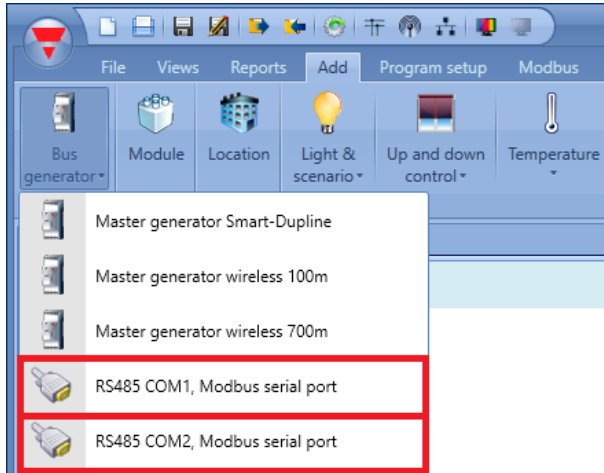 File Views Reports Add Program setup Modbus
Bus generator
Module
Location
Light & scenario
Up and down control
Temperature
Master generator Smart-Dupline
Master generator wireless 100m
Master generator wireless 700m
RS485 COM1, Modbus serial port
RS485 COM2, Modbus serial port